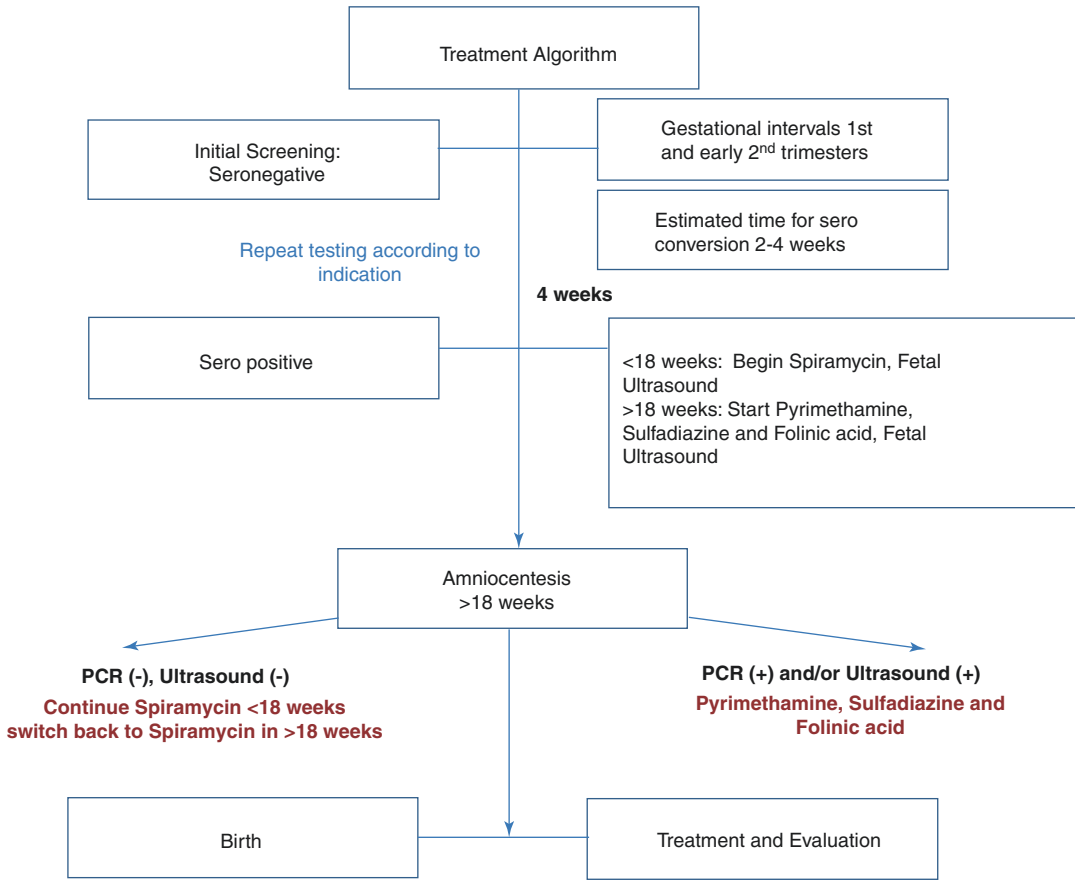 Treatment Algorithm
Initial Screening:
Seronegative
Gestational intervals 1st
and early 2nd trimesters
Estimated time for sero
conversion 2-4 weeks
Repeat testing according to
indication
4 weeks
Sero positive
<18 weeks: Begin Spiramycin, Fetal
Ultrasound
>18 weeks: Start Pyrimethamine,
Sulfadiazine and Folinic acid, Fetal
Ultrasound
Amniocentesis
>18 weeks
PCR (-), Ultrasound (-)
Continue Spiramycin <18 weeks
switch back to Spiramycin in >18 weeks
PCR (+) and/or Ultrasound (+)
Pyrimethamine, Sulfadiazine and
Folinic acid
Birth
Treatment and Evaluation